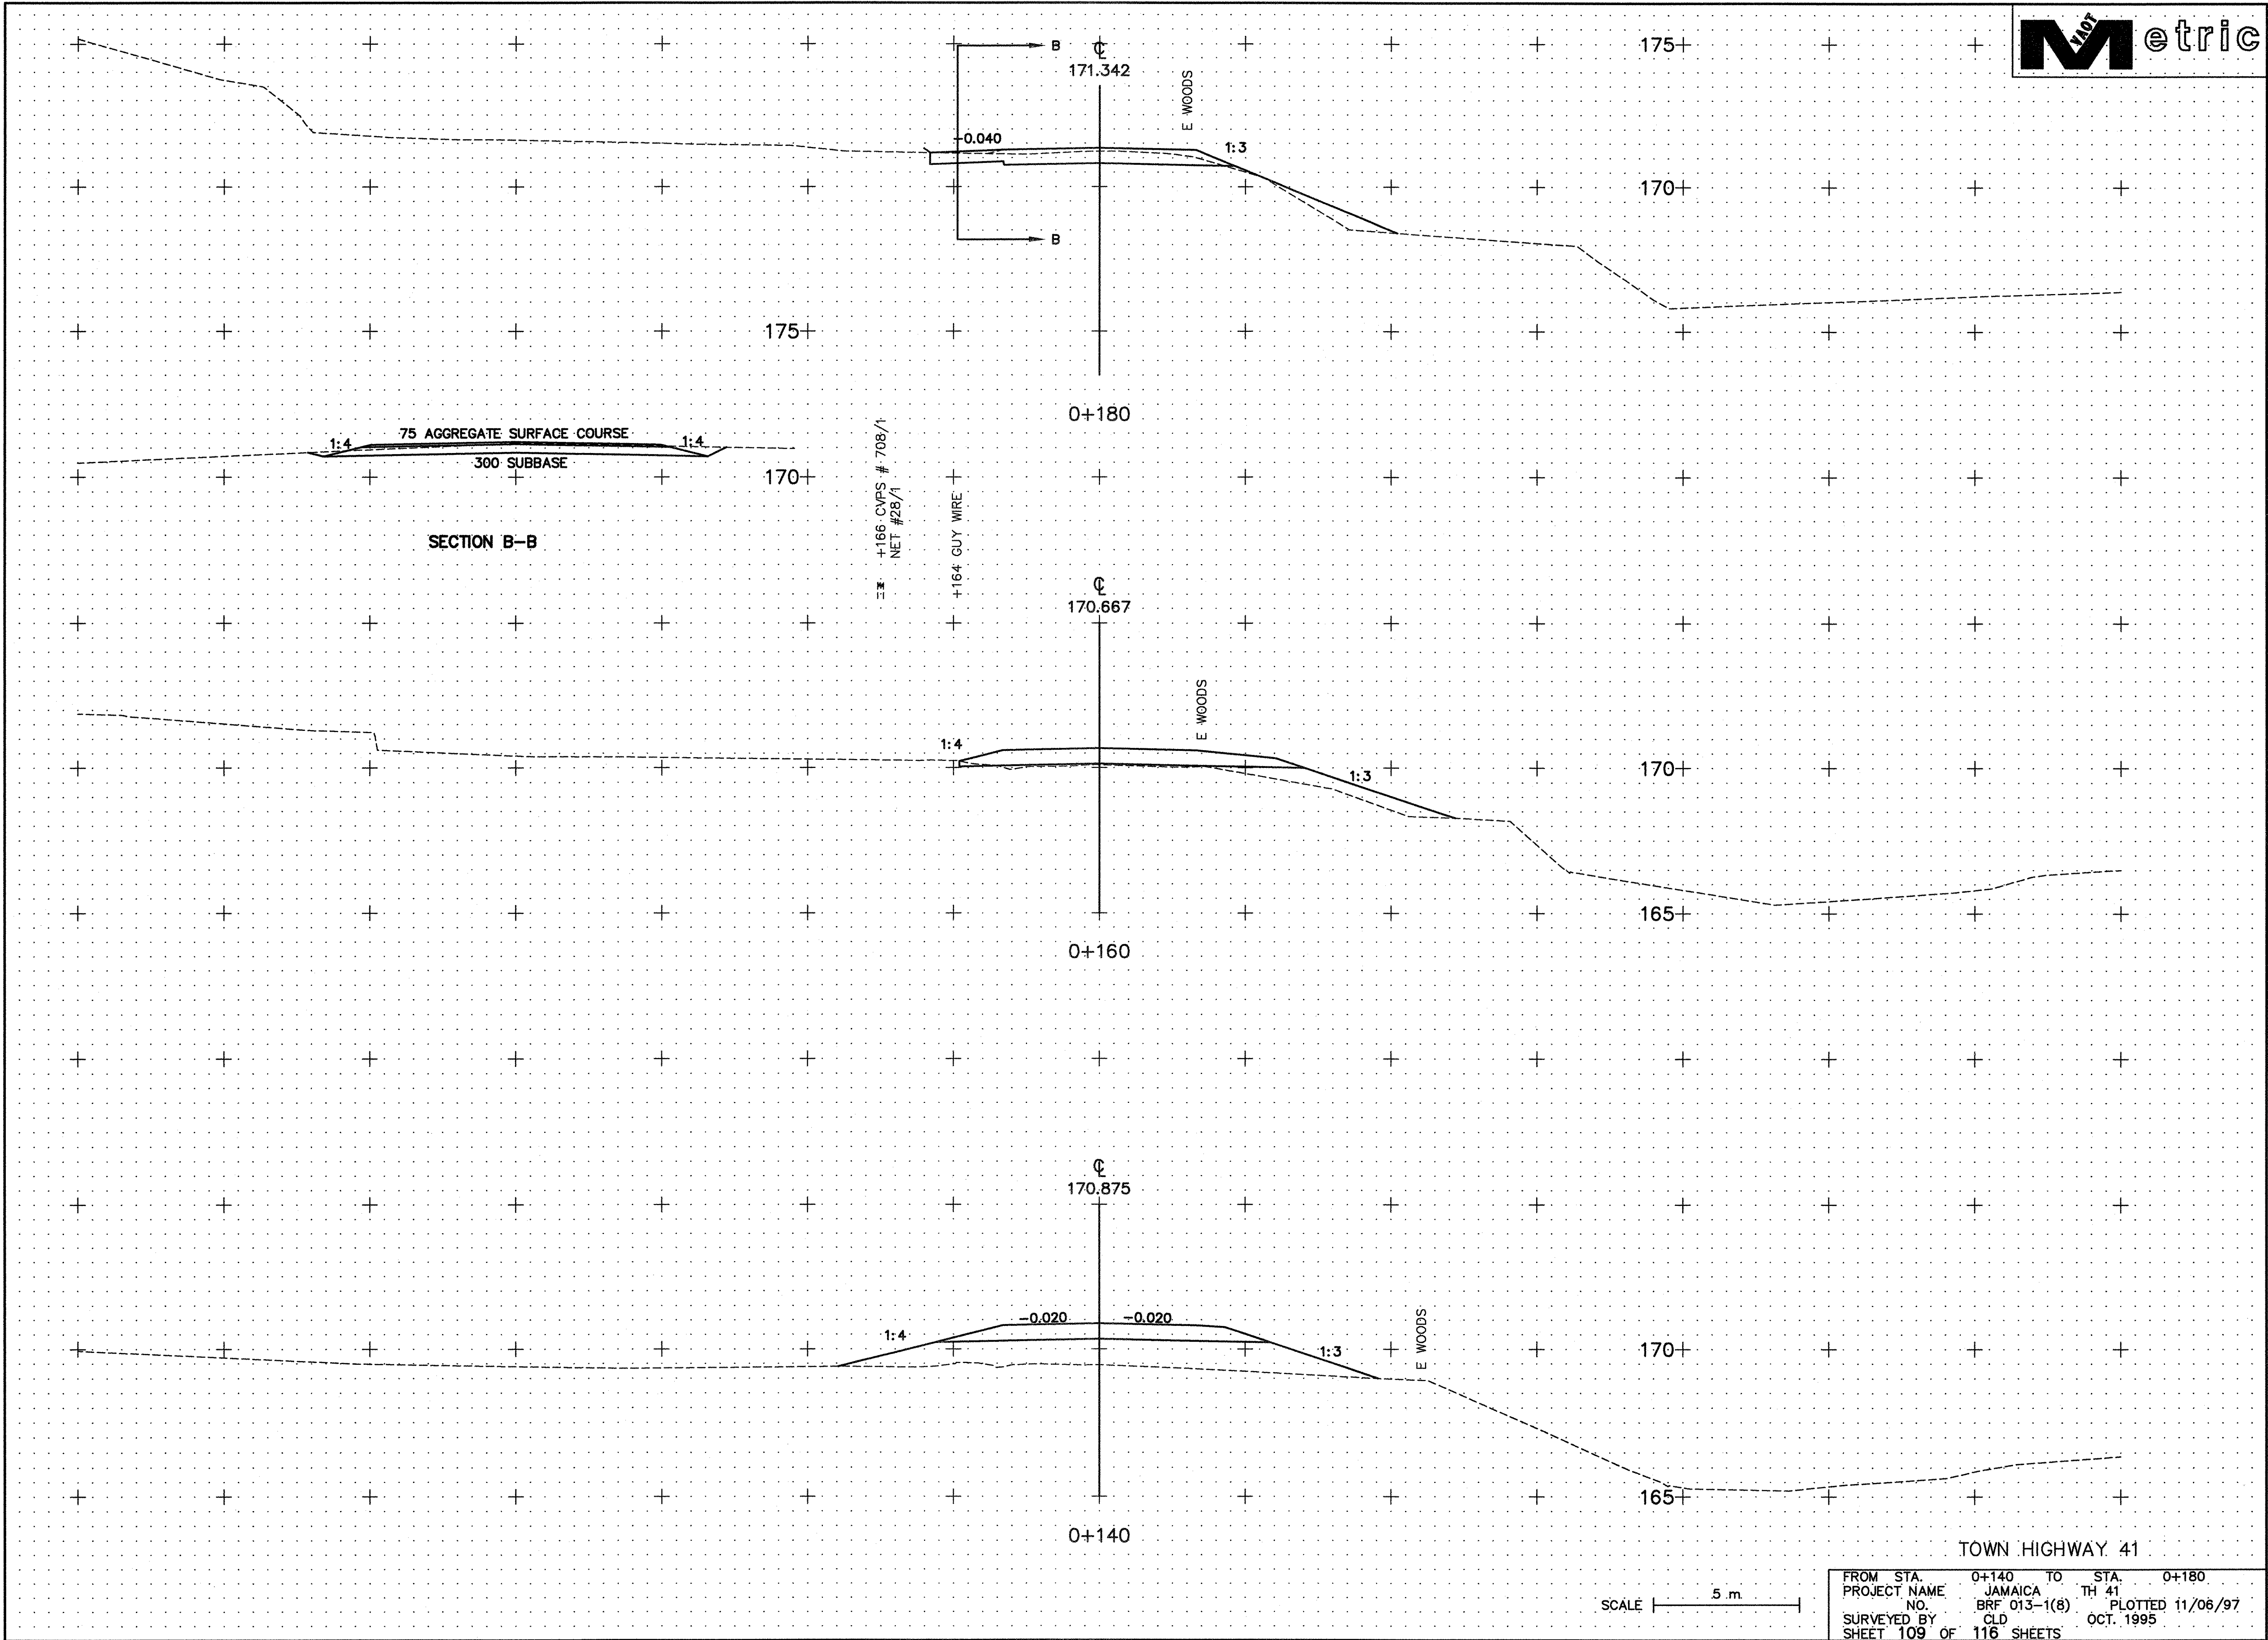 VAOT
Metric
B
℄
171.342
E WOODS
175
-0.040
1:3
170
B
175
0+180
1:4
75 AGGREGATE SURFACE COURSE
1:4
300 SUBBASE
170
SECTION B-B
+166 CVPS # 708/1
NET #28/1
+164 GUY WIRE
℄
170.667
E WOODS
1:4
1:3
170
165
0+160
℄
170.875
-0.020
-0.020
1:4
1:3
E WOODS
170
165
0+140
TOWN HIGHWAY 41
SCALE 5 m
FROM STA. 0+140 TO STA. 0+180
PROJECT NAME JAMAICA TH 41
NO. BRF 013-1(8) PLOTTED 11/06/97
SURVEYED BY CLD OCT. 1995
SHEET 109 OF 116 SHEETS